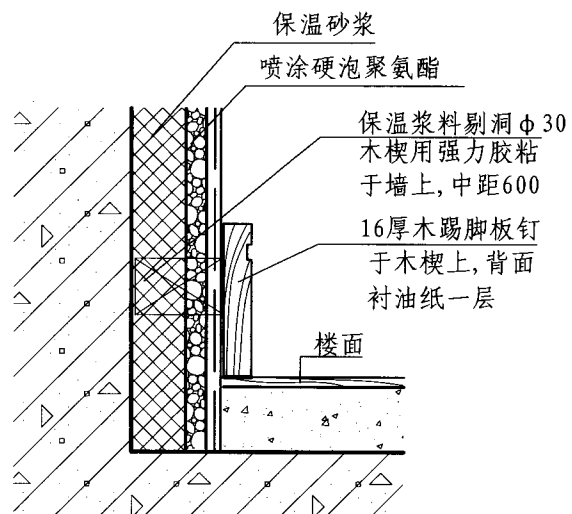 保温砂浆
喷涂硬泡聚氨酯
保温浆料剔洞ф30
木楔用强力胶粘
于墙上,中距600
16厚木踢脚板钉
于木楔上,背面
衬油纸一层
楼面